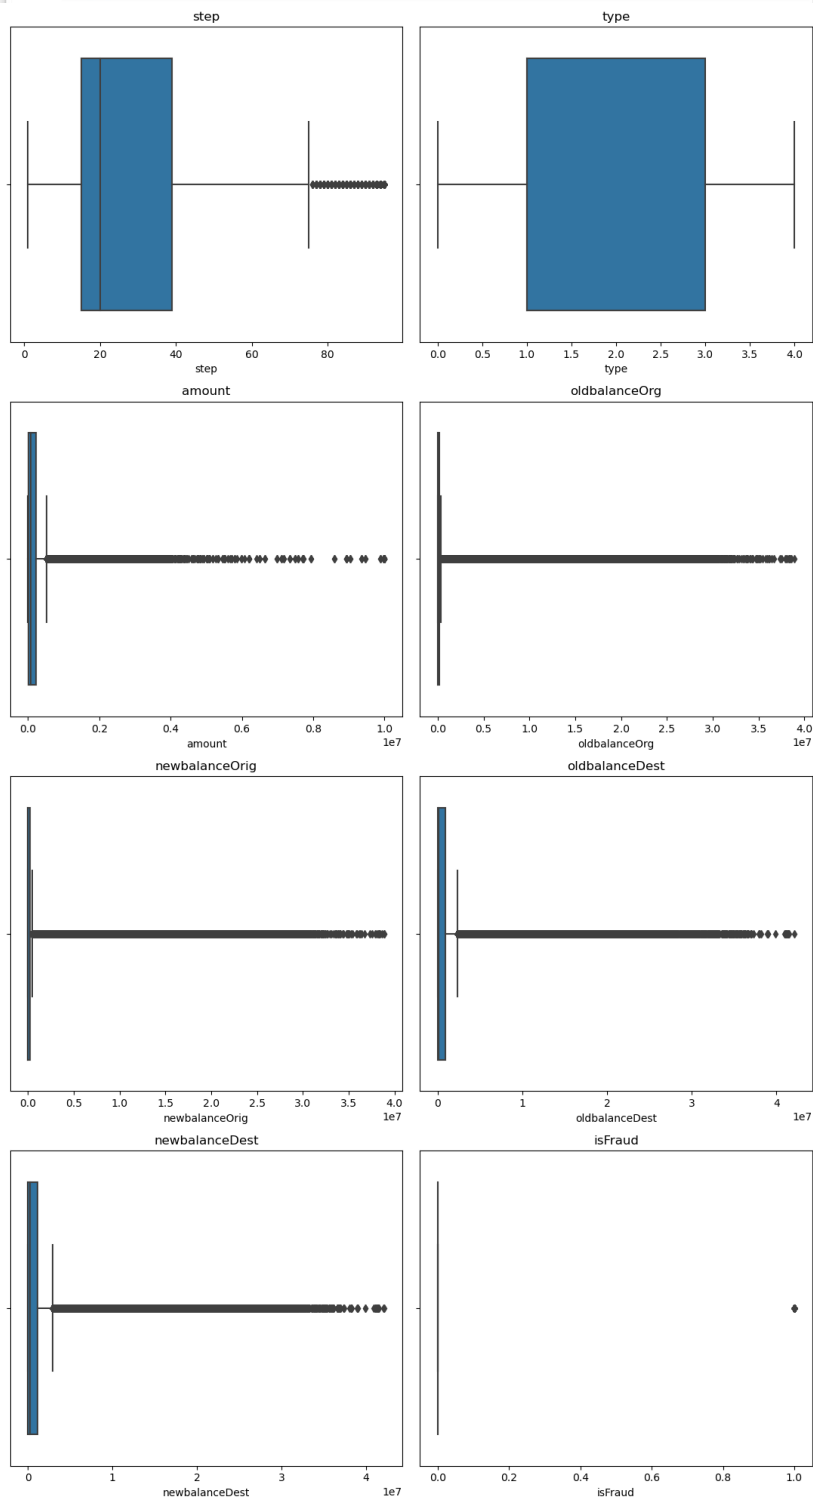 step
type
0 20 40 60 80
0.0 0.5 1.0 1.5 2.0 2.5 3.0 3.5 4.0
step
type
amount
oldbalanceOrg
0.0 0.2 0.4 0.6 0.8 1.0
1e7
0.0 0.5 1.0 1.5 2.0 2.5 3.0 3.5 4.0
1e7
amount
oldbalanceOrg
newbalanceOrig
oldbalanceDest
0.0 0.5 1.0 1.5 2.0 2.5 3.0 3.5 4.0
1e7
0 1 2 3 4
1e7
newbalanceOrig
oldbalanceDest
newbalanceDest
isFraud
0 1 2 3 4
1e7
0.0 0.2 0.4 0.6 0.8 1.0
newbalanceDest
isFraud